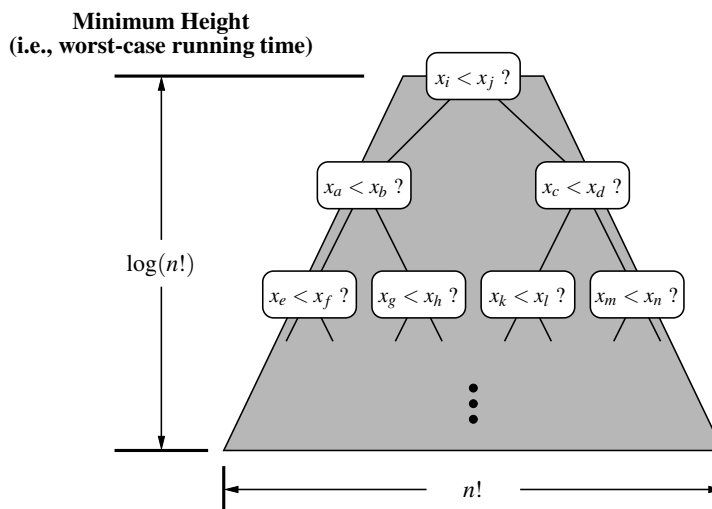 Minimum Height
(i.e., worst-case running time)
x_i < x_j ?
x_a < x_b ?
x_c < x_d ?
log(n!)
x_e < x_f ?
x_g < x_h ?
x_k < x_l ?
x_m < x_n ?
n!